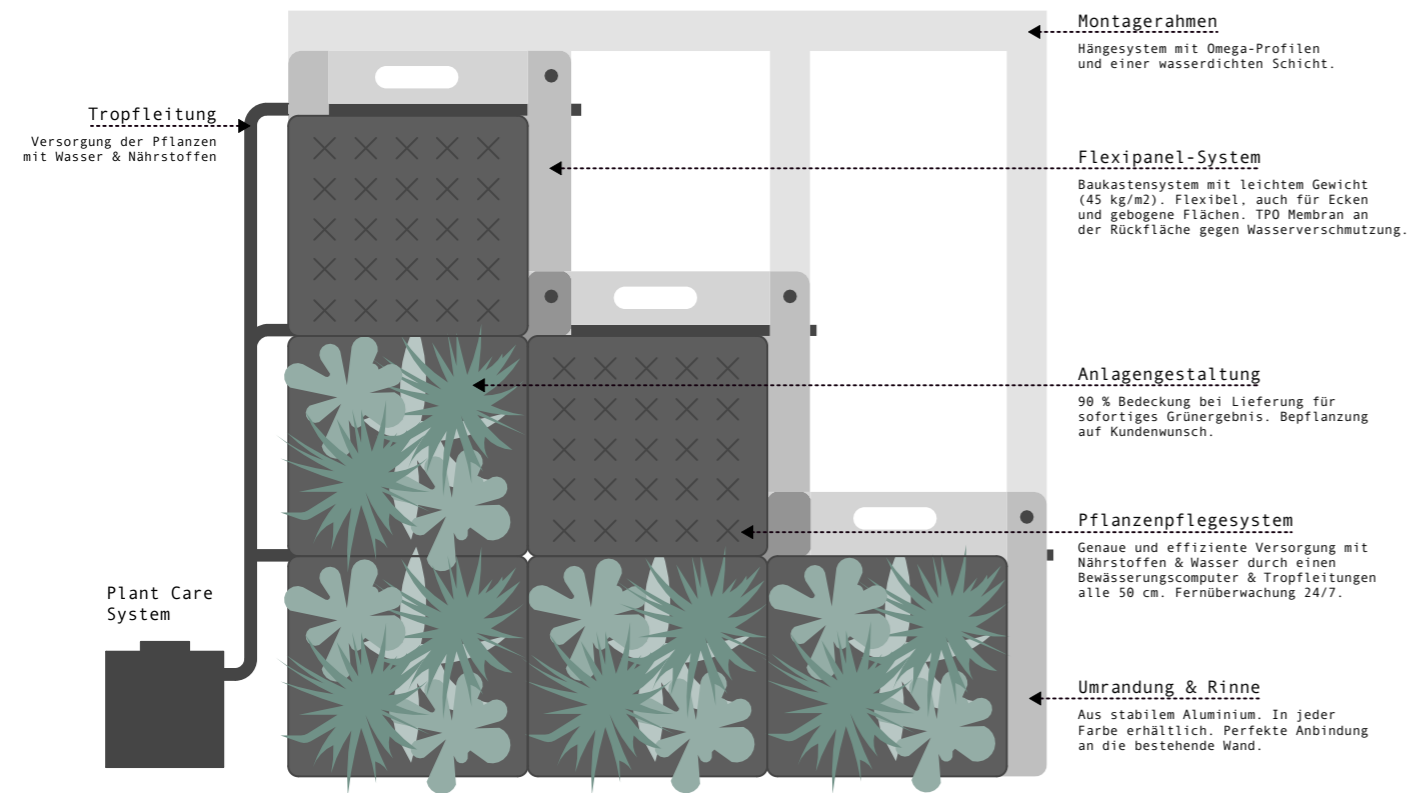 Montagerahmen
Hängesystem mit Omega-Profilen
und einer wasserdichten Schicht.
Tropfleitung
Versorgung der Pflanzen
mit Wasser & Nährstoffen
Flexipanel-System
Baukastensystem mit leichtem Gewicht
(45 kg/m2). Flexibel, auch für Ecken
und gebogene Flächen. TPO Membran an
der Rückfläche gegen Wasserverschmutzung.
Anlagengestaltung
90 % Bedeckung bei Lieferung für
sofortiges Grünergebnis. Bepflanzung
auf Kundenwunsch.
Pflanzenpflegesystem
Genaue und effiziente Versorgung mit
Nährstoffen & Wasser durch einen
Bewässerungscomputer & Tropfleitungen
alle 50 cm. Fernüberwachung 24/7.
Plant Care
System
Umrandung & Rinne
Aus stabilem Aluminium. In jeder
Farbe erhältlich. Perfekte Anbindung
an die bestehende Wand.